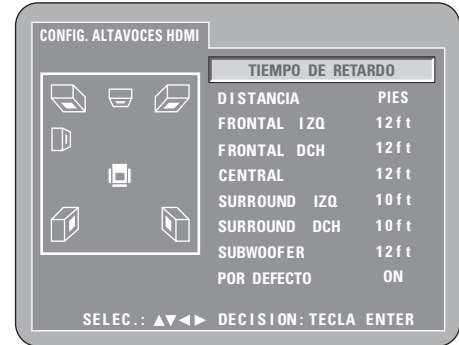 CONFIG. ALTAVOCES HDMI
TIEMPO DE RETARDO
DISTANCIA PIES
FRONTAL IZQ 12ft
FRONTAL DCH 12ft
CENTRAL 12ft
SURROUND IZQ 10ft
SURROUND DCH 10ft
SUBWOOFER 12ft
POR DEFECTO ON
SELEC.: ▲▼◀▶ DECISION: TECLA ENTER